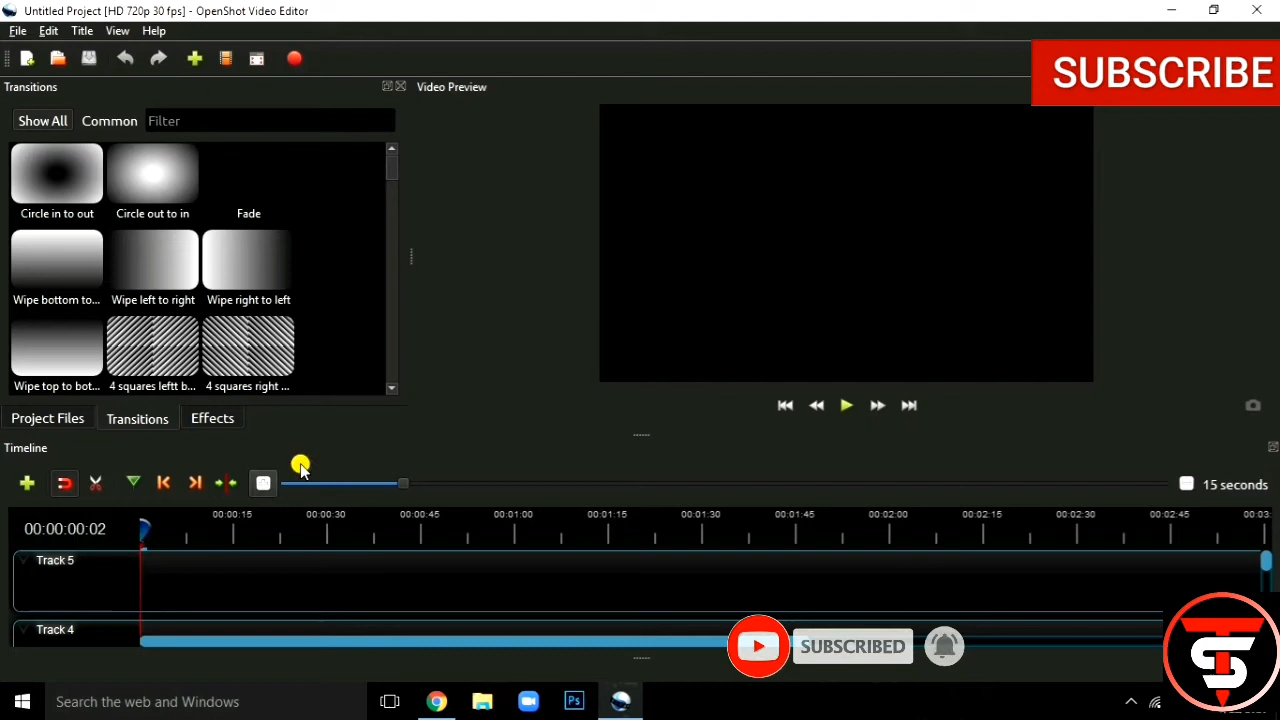 Untitled Project [HD 720p 30 fps] - OpenShot Video Editor
File Edit Title View Help
SUBSCRIBE
Transitions
Video Preview
Show All Common Filter
Circle in to out Circle out to in Fade
Wipe bottom to... Wipe left to right Wipe right to left
Wipe top to bot... 4 squares leftt b... 4 squares right ...
Project Files Transitions Effects
Timeline
15 seconds
00:00:00:02
00:00:15 00:00:30 00:00:45 00:01:00 00:01:15 00:01:30 00:01:45 00:02:00 00:02:15 00:02:30 00:02:45 00:03:
Track 5
Track 4
SUBSCRIBED
TS
Ps
Search the web and Windows